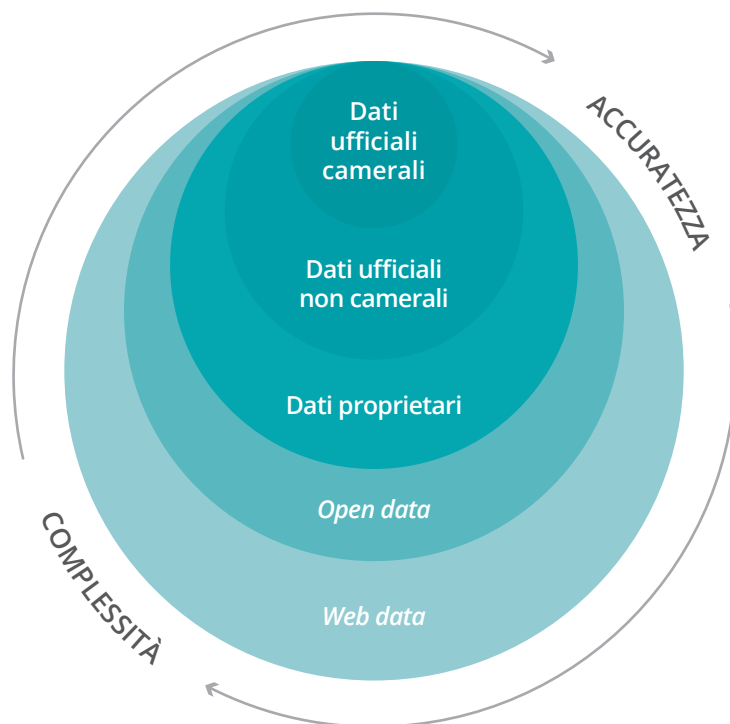 Dati
ufficiali
camerali
ACCURATEZZA
Dati ufficiali
non camerali
Dati proprietari
Open data
COMPLESSITÀ
Web data